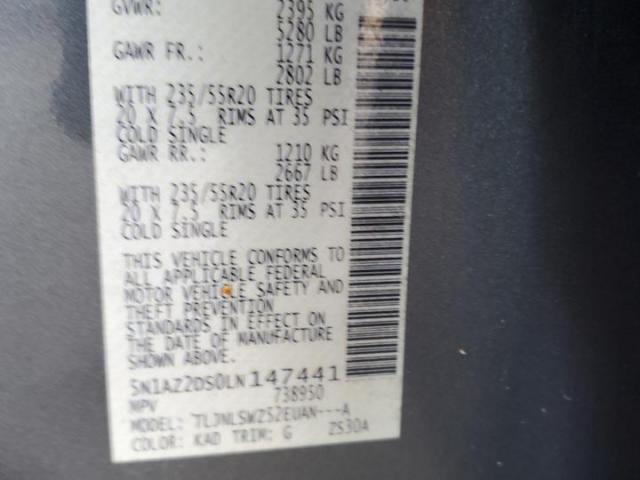 GVWR: 2395 KG
5280 LB
GAWR FR.: 1271 KG
2802 LB
WITH 235/55R20 TIRES
20 X 7.5 RIMS AT 35 PSI
COLD SINGLE
GAWR RR.: 1210 KG
2667 LB
WITH 235/55R20 TIRES
20 X 7.5 RIMS AT 35 PSI
COLD SINGLE
THIS VEHICLE CONFORMS TO
ALL APPLICABLE FEDERAL
MOTOR VEHICLE SAFETY AND
THEFT PREVENTION
STANDARDS IN EFFECT ON
THE DATE OF MANUFACTURE
SHOWN ABOVE.
5N1AZ2DS0LN147441
MPV 738950
MODEL: TLJNLSWZ52EUAN---A
COLOR: KAD TRIM: G ZS30A